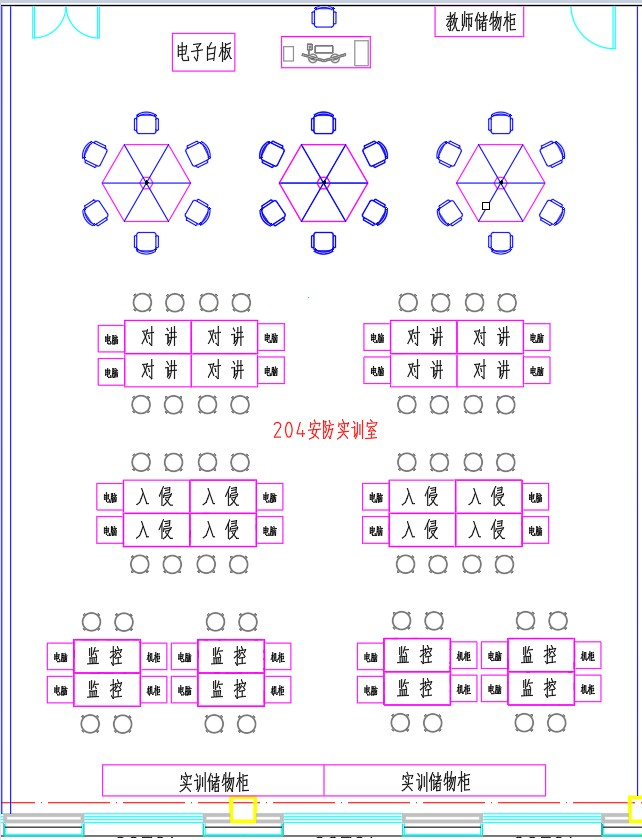 教师储物柜
电子白板
对讲 对讲 对讲 对讲
电脑 电脑 电脑 电脑
对讲 对讲 对讲 对讲
电脑 电脑 电脑 电脑
204安防实训室
入侵 入侵 入侵 入侵
电脑 电脑 电脑 电脑
入侵 入侵 入侵 入侵
电脑 电脑 电脑 电脑
电脑 监控 机柜 电脑 监控 机柜 电脑 监控 机柜 电脑 监控 机柜
电脑 监控 机柜 电脑 监控 机柜 电脑 监控 机柜 电脑 监控 机柜
实训储物柜 实训储物柜